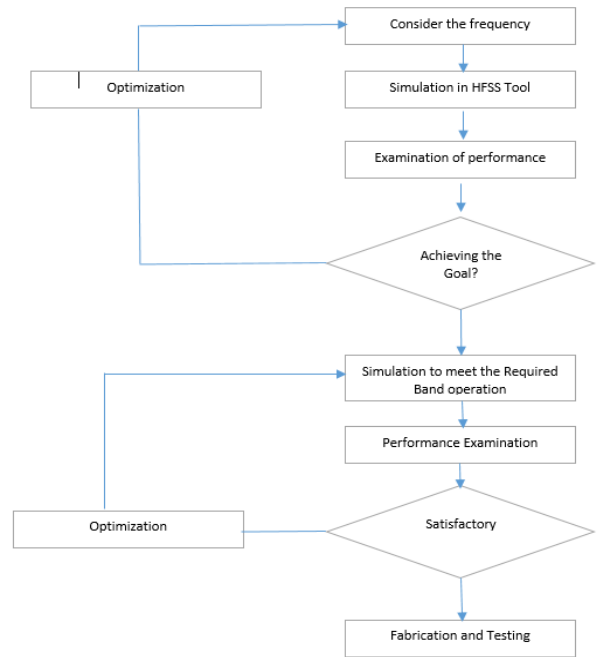 Consider the frequency
Optimization
Simulation in HFSS Tool
Examination of performance
Achieving the
Goal?
Simulation to meet the Required
Band operation
Performance Examination
Optimization
Satisfactory
Fabrication and Testing